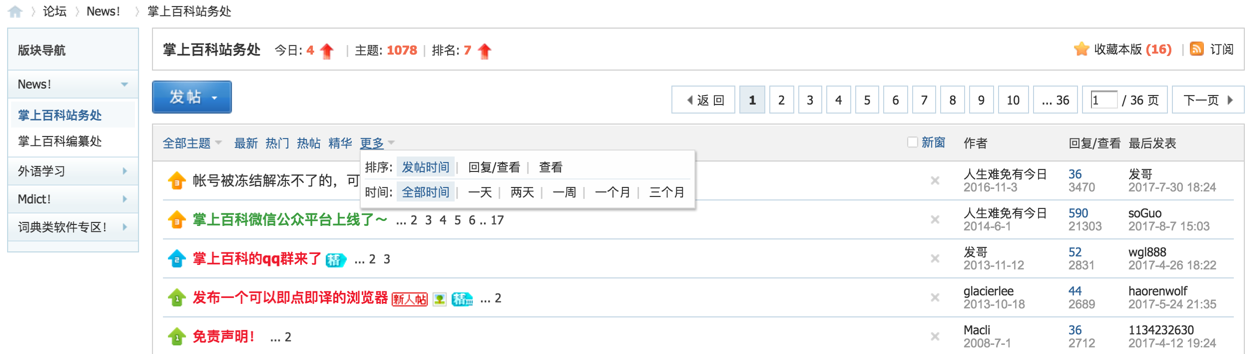 论坛 〉 News! 〉 掌上百科站务处
版块导航
News!
掌上百科站务处
掌上百科编纂处
外语学习
Mdict!
词典类软件专区!
掌上百科站务处 今日: 4 | 主题: 1078 | 排名: 7
收藏本版 (16) | 订阅
发帖
返 回 1 2 3 4 5 6 7 8 9 10 ... 36 1 / 36 页 下一页
全部主题 最新 热门 热帖 精华 更多 新窗 作者 回复/查看 最后发表
排序: 发帖时间 | 回复/查看 | 查看
时间: 全部时间 | 一天 | 两天 | 一周 | 一个月 | 三个月
3 帐号被冻结解冻不了的，可 人生难免有今日 36 发哥
2016-11-3 3470 2017-7-30 18:24
3 掌上百科微信公众平台上线了～ ... 2 3 4 5 6 .. 17 人生难免有今日 590 soGuo
2014-6-1 21303 2017-8-7 15:03
2 掌上百科的qq群来了 精 ... 2 3 发哥 52 wgl888
2013-11-12 2831 2017-4-26 18:22
1 发布一个可以即点即译的浏览器 新人帖 精 ... 2 glacierlee 44 haorenwolf
2013-10-18 2689 2017-5-24 21:35
1 免责声明! ... 2 Macli 36 1134232630
2008-7-1 2712 2017-4-12 19:24